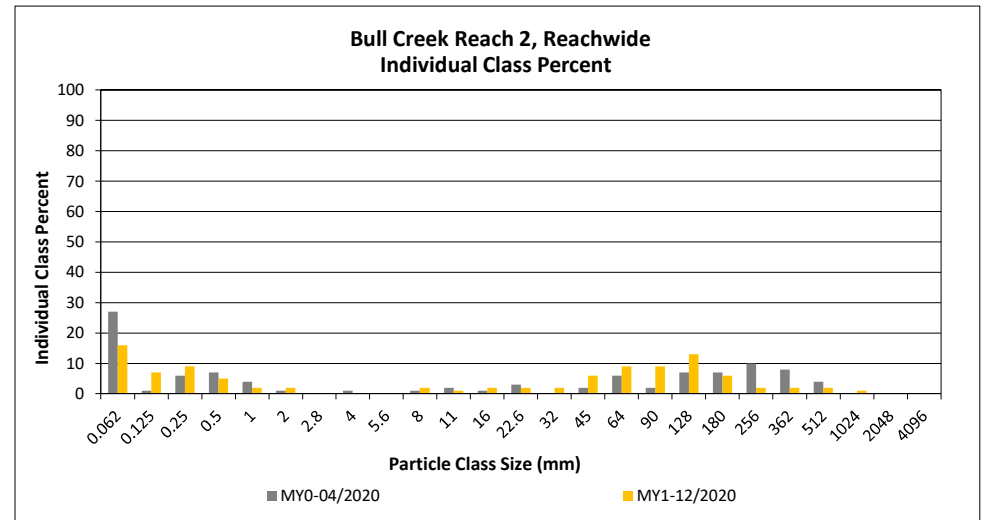 Bull Creek Reach 2, Reachwide
Individual Class Percent
Individual Class Percent
100
90
80
70
60
50
40
30
20
10
0
0.062 0.125 0.25 0.5 1 2 2.8 4 5.6 8 11 16 22.6 32 45 64 90 128 180 256 362 512 1024 2048 4096
Particle Class Size (mm)
MY0-04/2020 MY1-12/2020